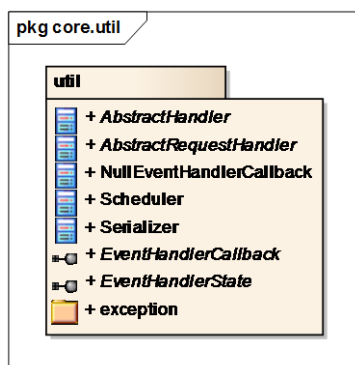 pkg core.util
util
+ AbstractHandler
+ AbstractRequestHandler
+ NullEventHandlerCallback
+ Scheduler
+ Serializer
+ EventHandlerCallback
+ EventHandlerState
+ exception